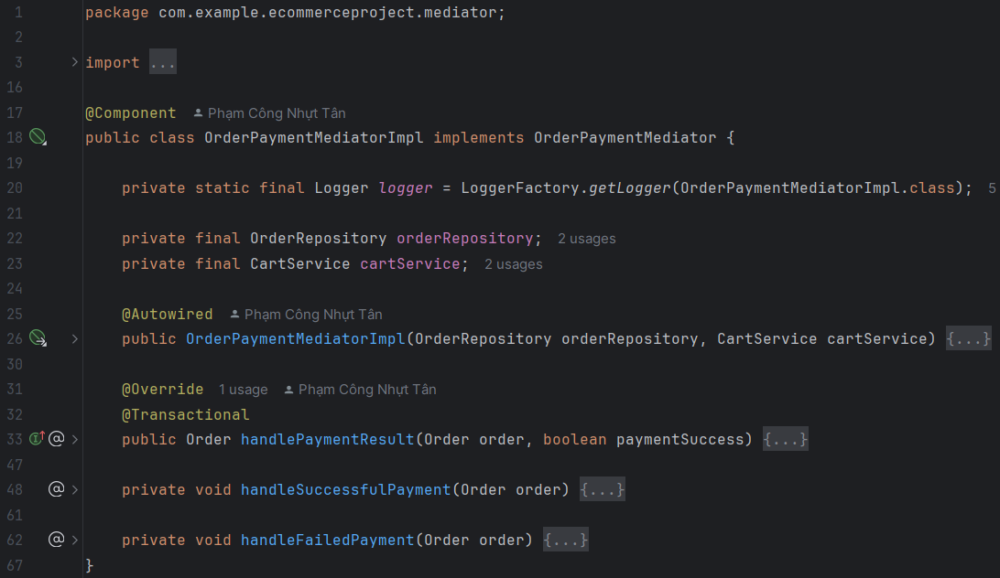 1 package com.example.ecommerceproject.mediator;
2
3 import ...
16
17 @Component Phạm Công Nhựt Tân
18 public class OrderPaymentMediatorImpl implements OrderPaymentMediator {
19
20 private static final Logger logger = LoggerFactory.getLogger(OrderPaymentMediatorImpl.class); 5
21
22 private final OrderRepository orderRepository; 2 usages
23 private final CartService cartService; 2 usages
24
25 @Autowired Phạm Công Nhựt Tân
26 public OrderPaymentMediatorImpl(OrderRepository orderRepository, CartService cartService) {...}
30
31 @Override 1 usage Phạm Công Nhựt Tân
32 @Transactional
33 @ public Order handlePaymentResult(Order order, boolean paymentSuccess) {...}
47
48 @ private void handleSuccessfulPayment(Order order) {...}
61
62 @ private void handleFailedPayment(Order order) {...}
67 }